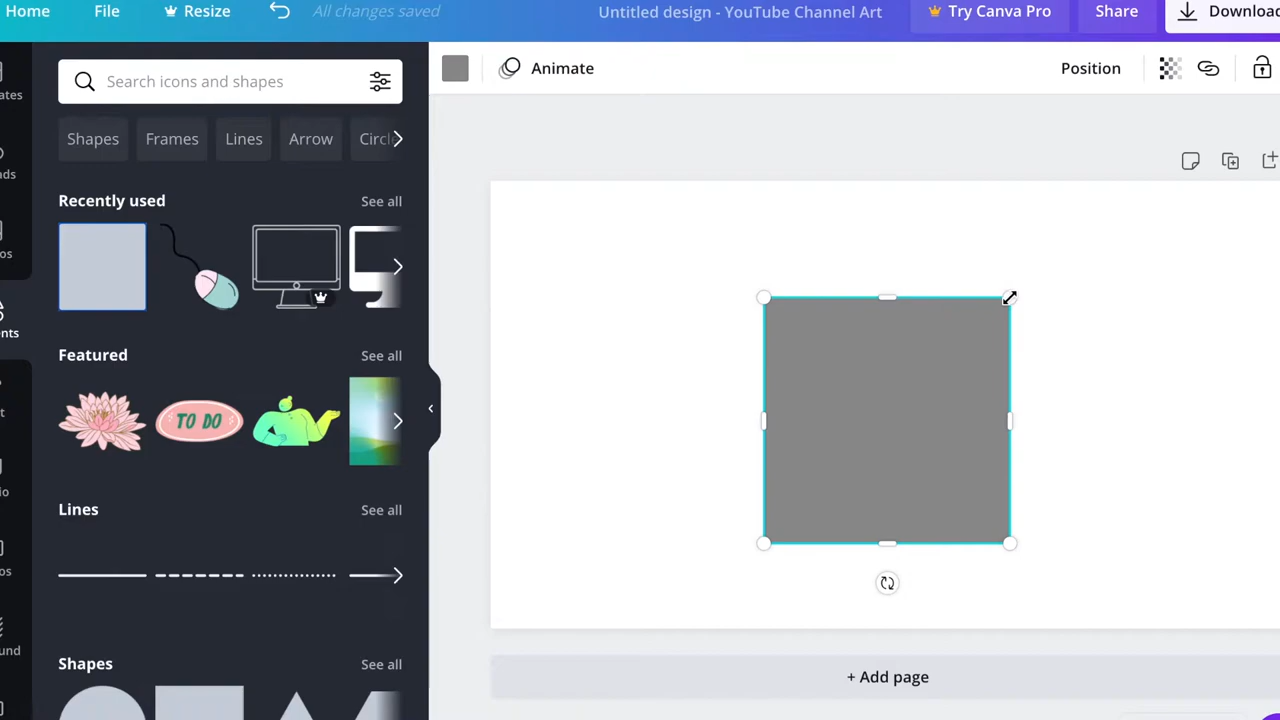 Home File Resize All changes saved Untitled design - YouTube Channel Art Try Canva Pro Share Download
Search icons and shapes
Animate Position
Shapes Frames Lines Arrow Circl
Recently used See all
Featured See all
TO DO
Lines See all
Shapes See all
+ Add page